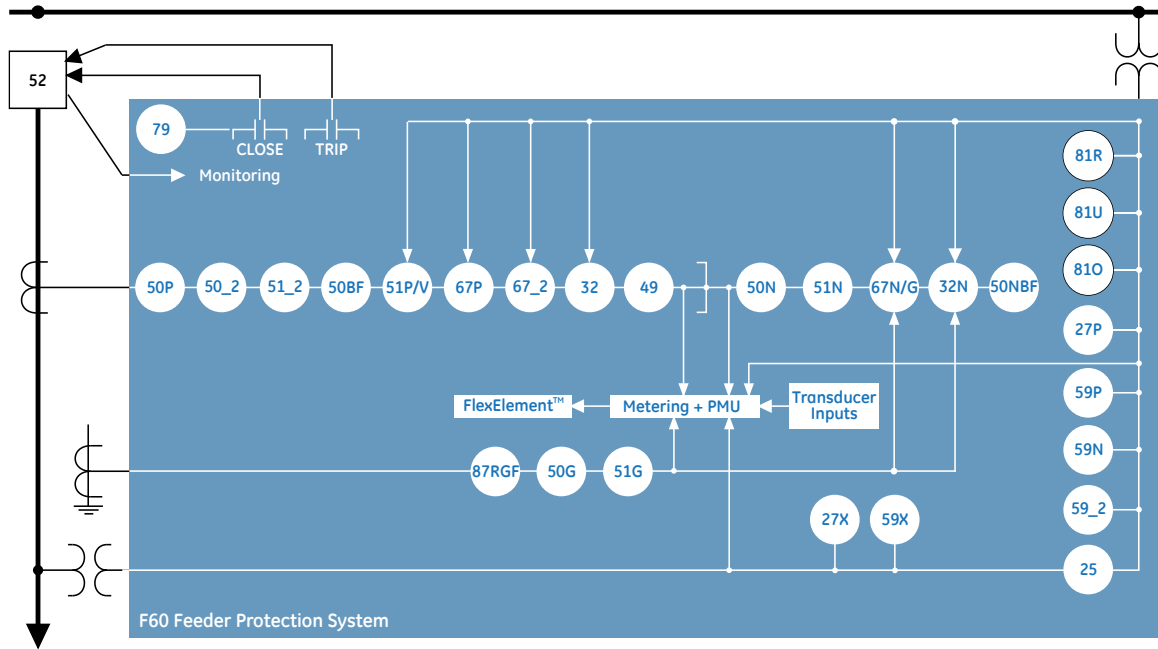 52
79
CLOSE
TRIP
Monitoring
81R
81U
81O
27P
59P
59N
59_2
25
50P
50_2
51_2
50BF
51P/V
67P
67_2
32
49
50N
51N
67N/G
32N
50NBF
FlexElement™
Metering + PMU
Transducer
Inputs
87RGF
50G
51G
27X
59X
F60 Feeder Protection System